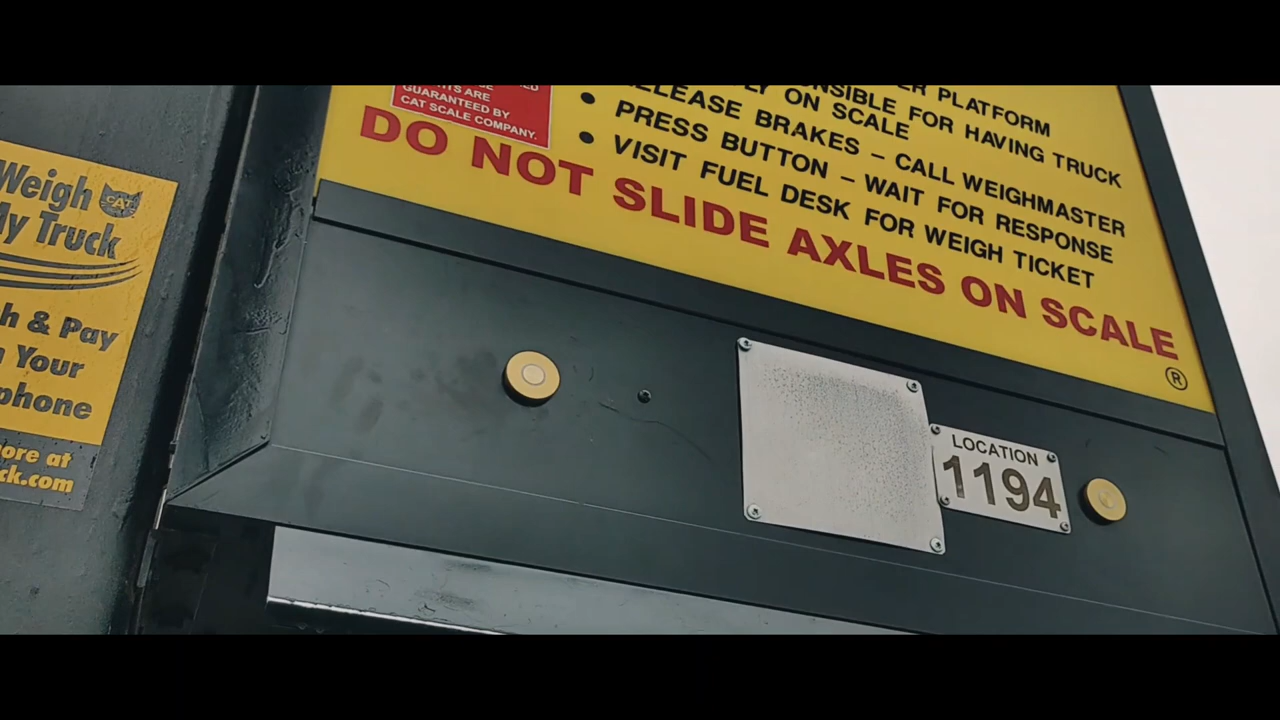 Weigh
My Truck
CAT
& Pay
Your
phone
ore at
ck.com
GUARANTEED BY
CAT SCALE COMPANY.
PLATFORM
NSIBLE FOR HAVING TRUCK
LY ON SCALE
RELEASE BRAKES – CALL WEIGHMASTER
• PRESS BUTTON – WAIT FOR RESPONSE
• VISIT FUEL DESK FOR WEIGH TICKET
DO NOT SLIDE AXLES ON SCALE
®
LOCATION
1194